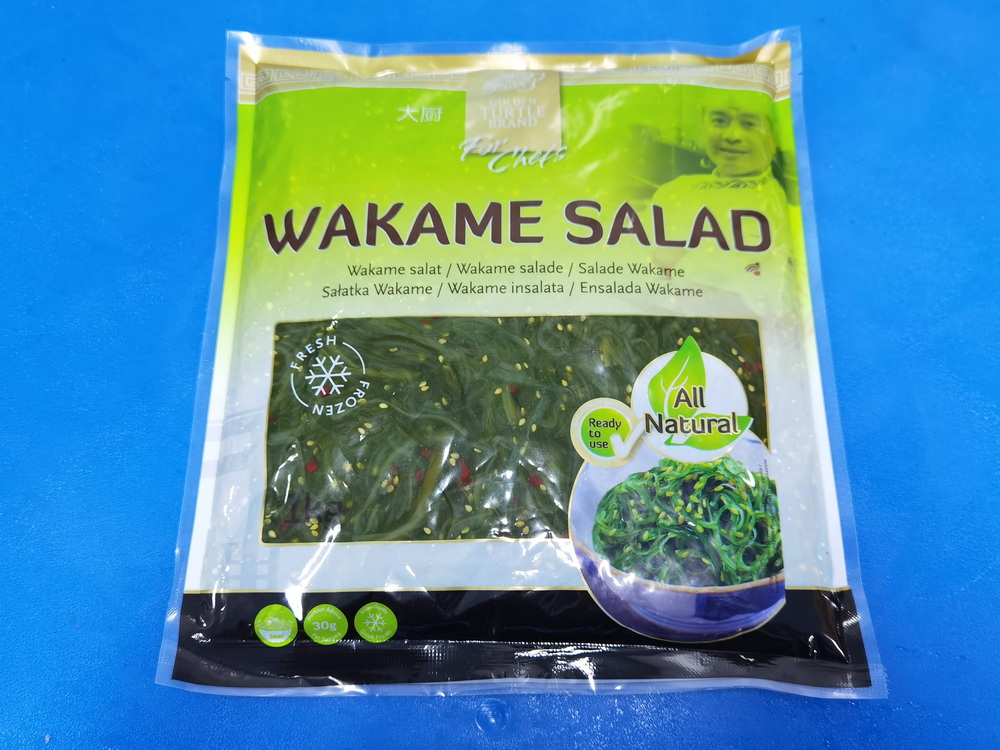 大厨
GOLDEN
TURTLE
BRAND
For Chefs
WAKAME SALAD
Wakame salat / Wakame salade / Salade Wakame
Sałatka Wakame / Wakame insalata / Ensalada Wakame
FRESH
FROZEN
All
Natural
Ready
to
use
1kg
30g